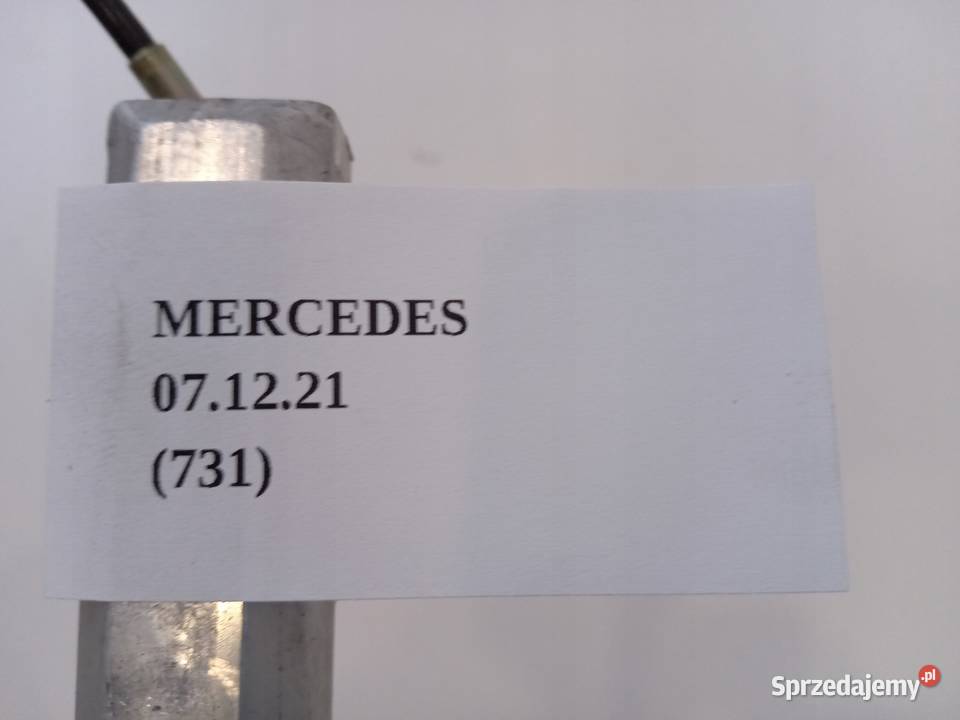 MERCEDES
07.12.21
(731)
Sprzedajemy.pl